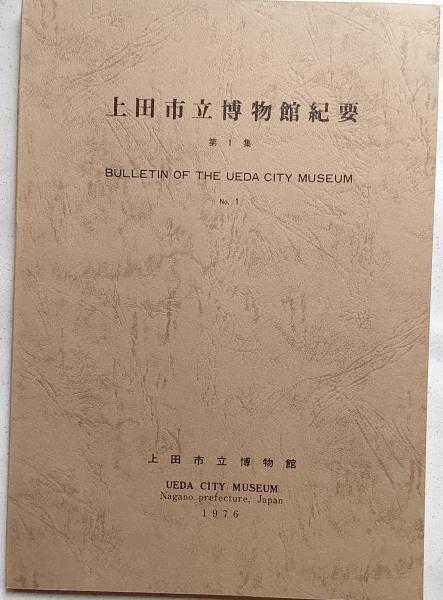 上田市立博物館紀要
第1集
BULLETIN OF THE UEDA CITY MUSEUM
No. 1
上田市立博物館
UEDA CITY MUSEUM
Nagano prefecture, Japan
1976